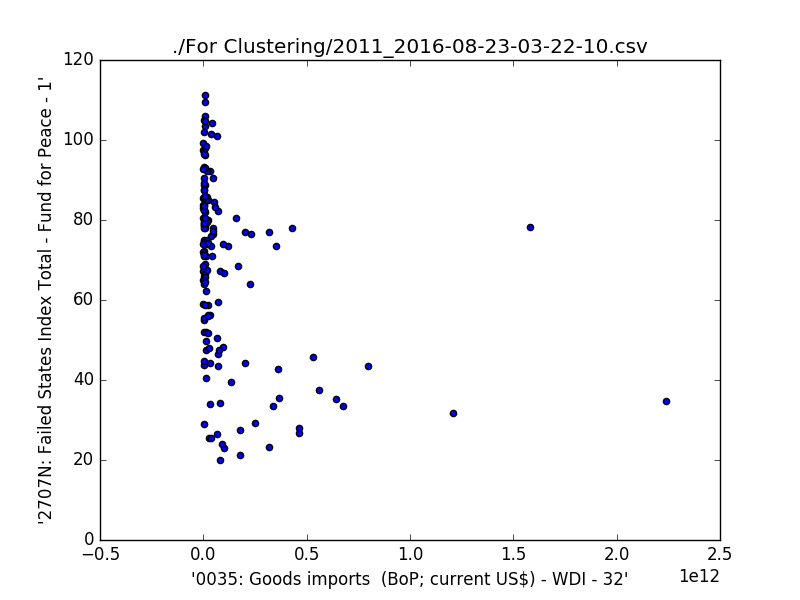 ./For Clustering/2011_2016-08-23-03-22-10.csv
120
100
80
60
40
20
0
'2707N: Failed States Index Total - Fund for Peace - 1'
−0.5 0.0 0.5 1.0 1.5 2.0 2.5
1e12
'0035: Goods imports  (BoP; current US$) - WDI - 32'